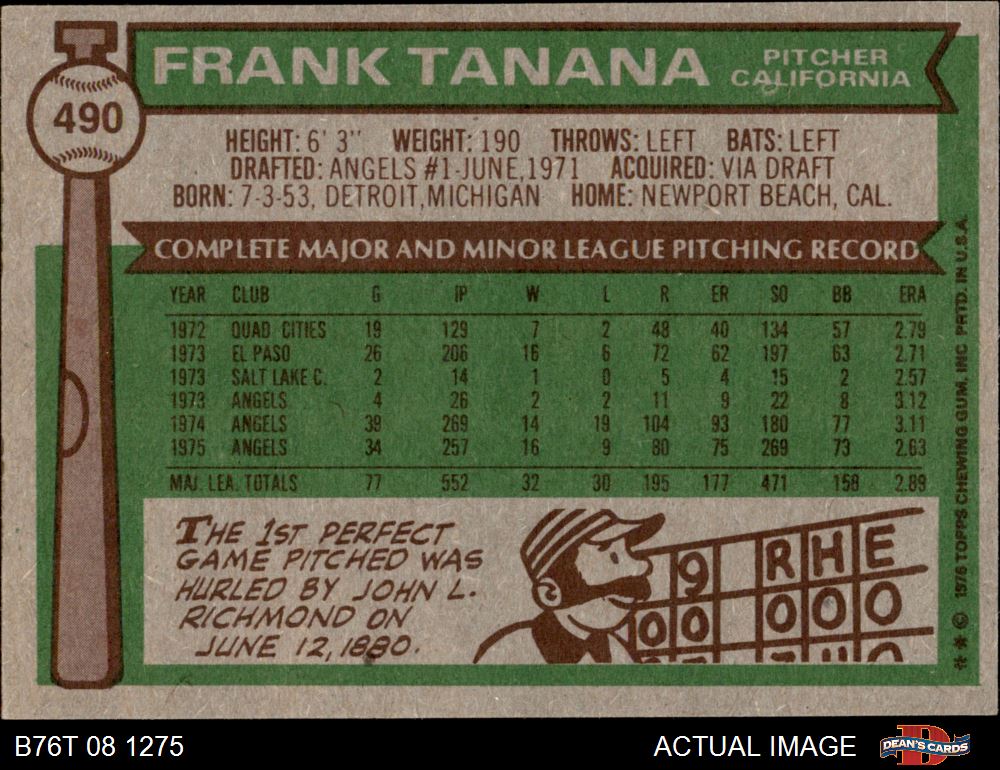 FRANK TANANA
PITCHER
CALIFORNIA
490
HEIGHT: 6' 3" WEIGHT: 190 THROWS: LEFT BATS: LEFT
DRAFTED: ANGELS #1-JUNE, 1971 ACQUIRED: VIA DRAFT
BORN: 7-3-53, DETROIT, MICHIGAN HOME: NEWPORT BEACH, CAL.
COMPLETE MAJOR AND MINOR LEAGUE PITCHING RECORD
YEAR CLUB G IP W L R ER SO BB ERA
1972 QUAD CITIES 19 129 7 2 48 40 134 57 2.79
1973 EL PASO 26 206 16 6 72 62 197 63 2.71
1973 SALT LAKE C. 2 14 1 0 5 4 15 2 2.57
1973 ANGELS 4 26 2 2 11 9 22 8 3.12
1974 ANGELS 39 269 14 19 104 93 180 77 3.11
1975 ANGELS 34 257 16 9 80 75 269 73 2.63
MAJ. LEA. TOTALS 77 552 32 30 195 177 471 158 2.89
THE 1ST PERFECT
GAME PITCHED WAS
HURLED BY JOHN L.
RICHMOND ON
JUNE 12, 1880.
9 R H E
0 0 0 0 0
** © 1976 TOPPS CHEWING GUM, INC PRTD. IN U.S.A.
B76T 08 1275
ACTUAL IMAGE
D
DEAN'S CARDS